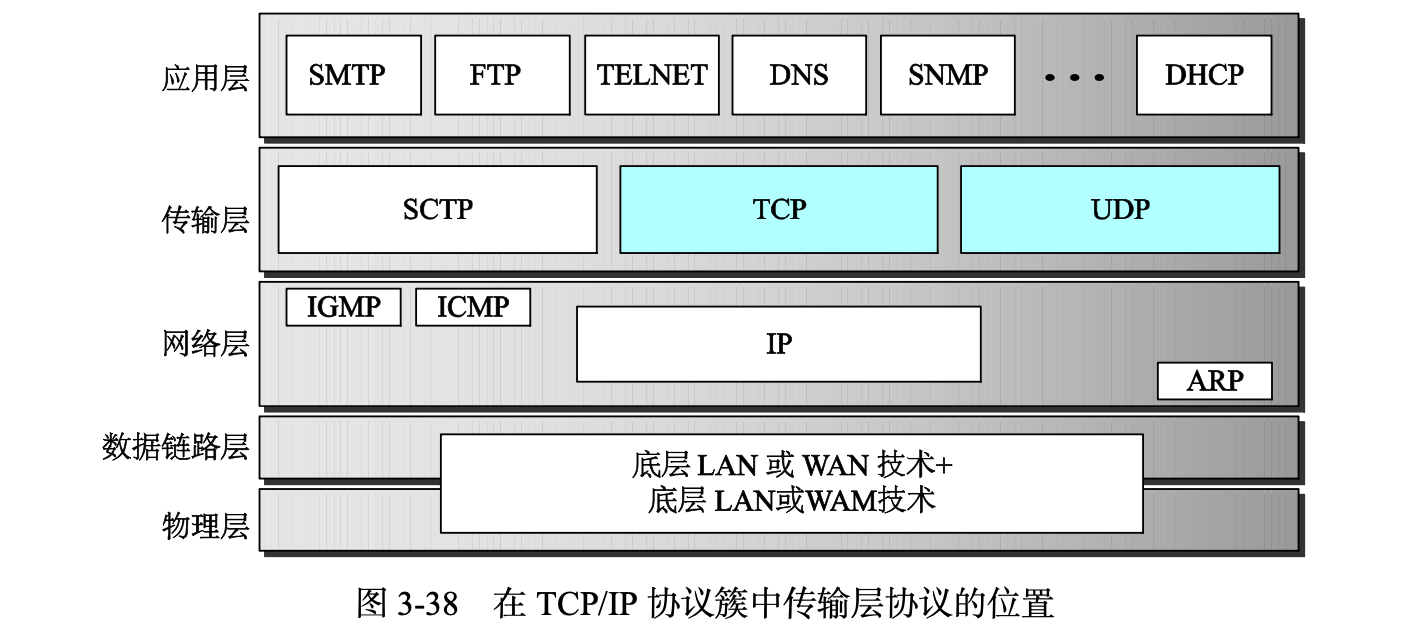 应用层 SMTP FTP TELNET DNS SNMP • • • DHCP
传输层 SCTP TCP UDP
IGMP ICMP
网络层 IP
ARP
数据链路层
底层 LAN 或 WAN 技术+
底层 LAN或WAM技术
物理层
图 3-38 在 TCP/IP 协议簇中传输层协议的位置